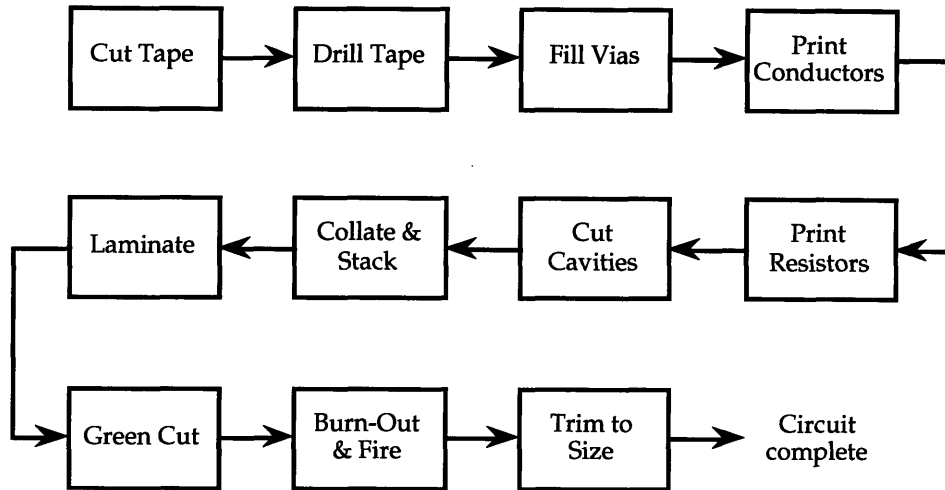 Cut Tape
Drill Tape
Fill Vias
Print
Conductors
Print
Resistors
Cut
Cavities
Collate &
Stack
Laminate
Green Cut
Burn-Out
& Fire
Trim to
Size
Circuit
complete